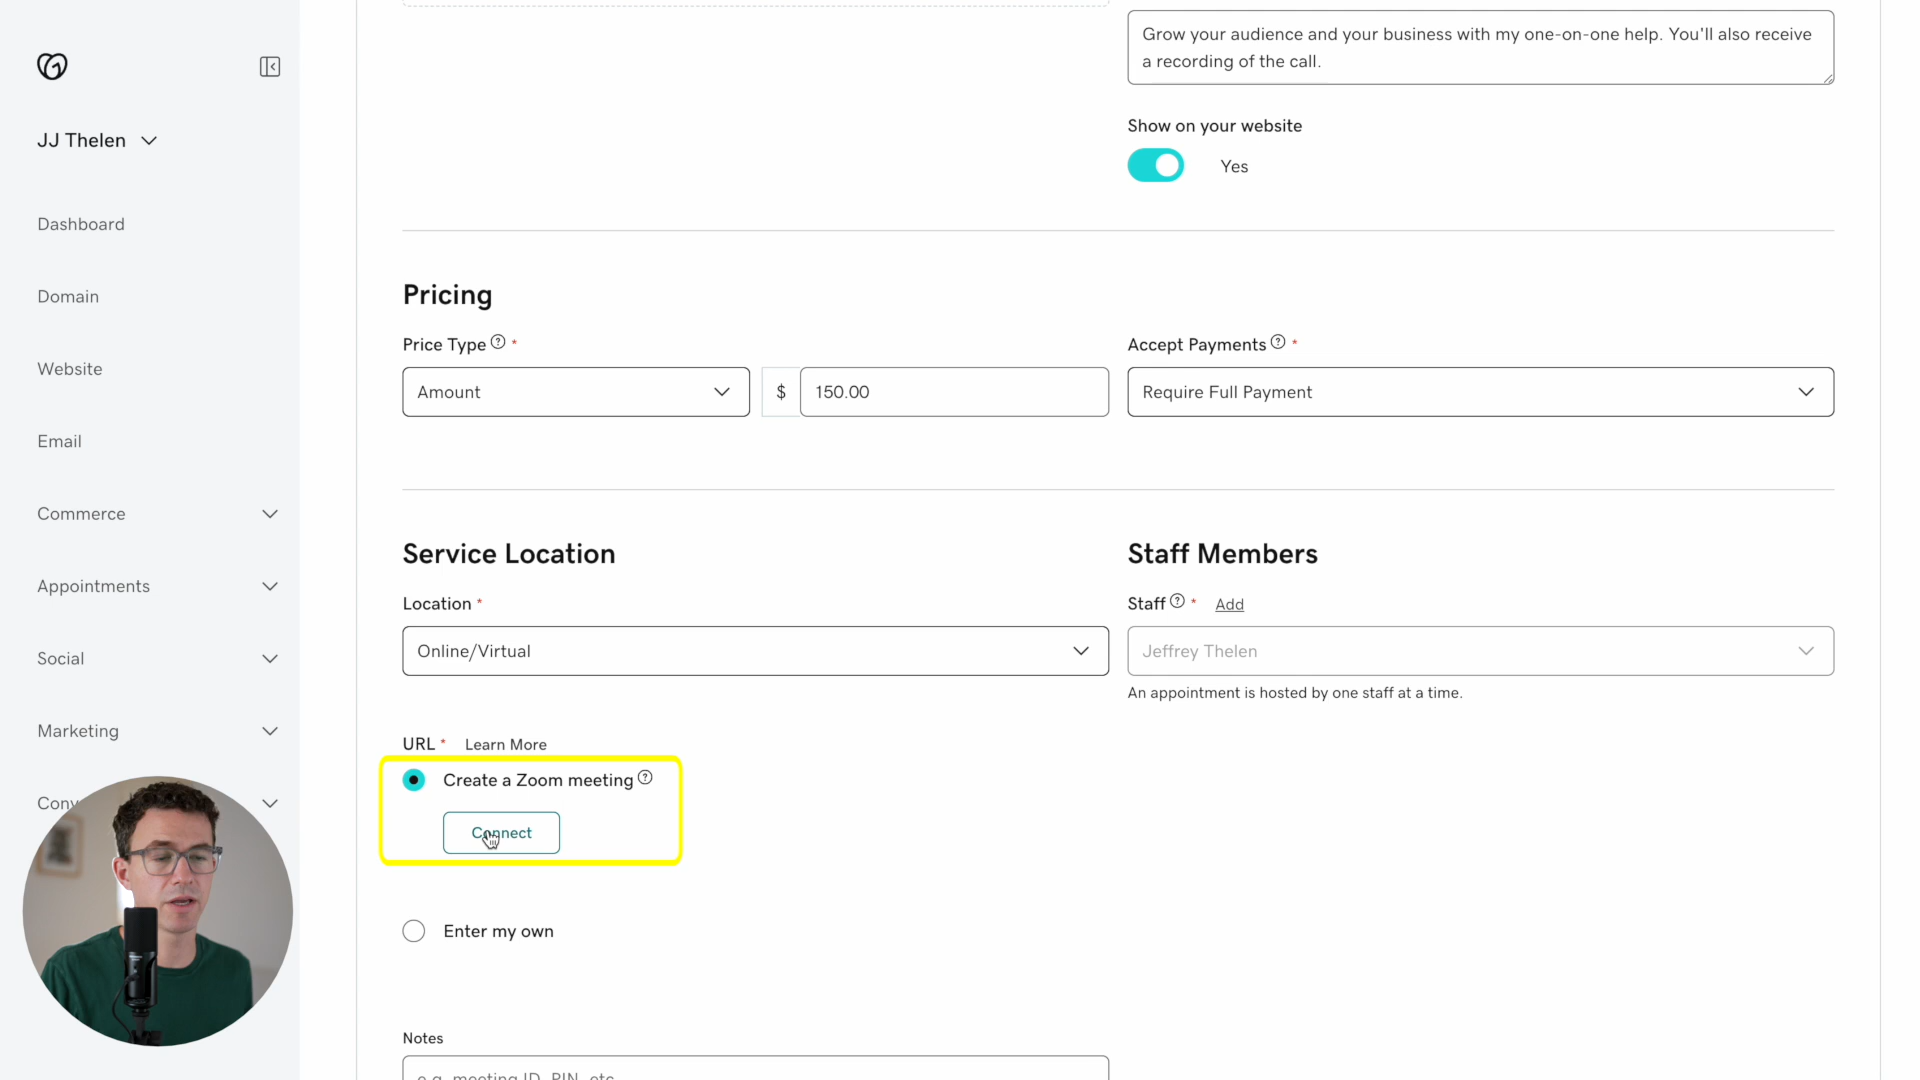 JJ Thelen
Dashboard
Domain
Website
Email
Commerce
Appointments
Social
Marketing
Grow your audience and your business with my one-on-one help. You'll also receive
a recording of the call.
Show on your website
Yes
Pricing
Price Type ? *
Amount
$ 150.00
Accept Payments ? *
Require Full Payment
Service Location
Location *
Online/Virtual
Staff Members
Staff ? * Add
Jeffrey Thelen
An appointment is hosted by one staff at a time.
URL * Learn More
Create a Zoom meeting ?
Connect
Enter my own
Notes
e.g. meeting ID, PIN, etc.